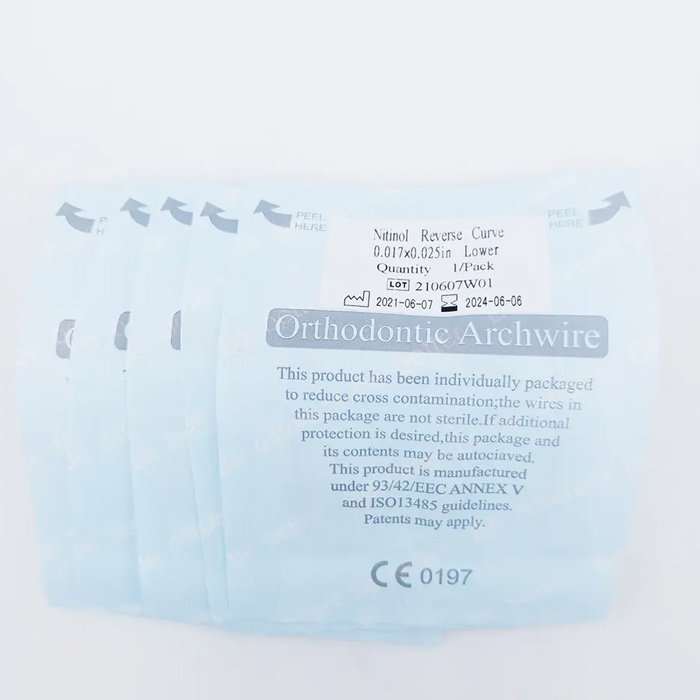 P
H
PEEL
HERE
PEEL
HERE
Nitinol Reverse Curve
0.017x0.025in Lower
Quantity 1/Pack
LOT 210607W01
2021-06-07 2024-06-06
Orthodontic Archwire
This product has been individually packaged
to reduce cross contamination;the wires in
this package are not sterile.If additional
protection is desired,this package and
its contents may be autociaved.
This product is manufactured
under 93/42/EEC ANNEX V
and ISO13485 guidelines.
Patents may apply.
CE 0197